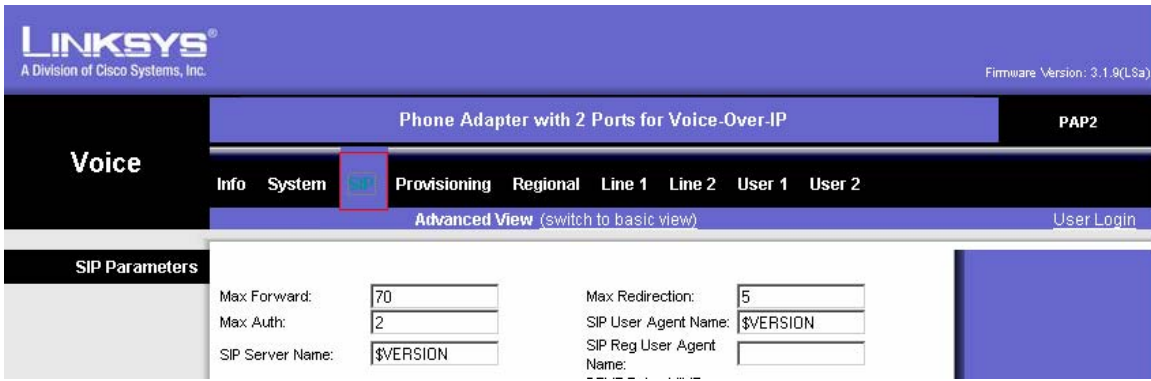 LINKSYS®
A Division of Cisco Systems, Inc.
Firmware Version: 3.1.9(LSa)
Phone Adapter with 2 Ports for Voice-Over-IP PAP2
Voice
Info System SIP Provisioning Regional Line 1 Line 2 User 1 User 2
Advanced View (switch to basic view) User Login
SIP Parameters
Max Forward: 70 Max Redirection: 5
Max Auth: 2 SIP User Agent Name: $VERSION
SIP Server Name: $VERSION SIP Reg User Agent
Name: